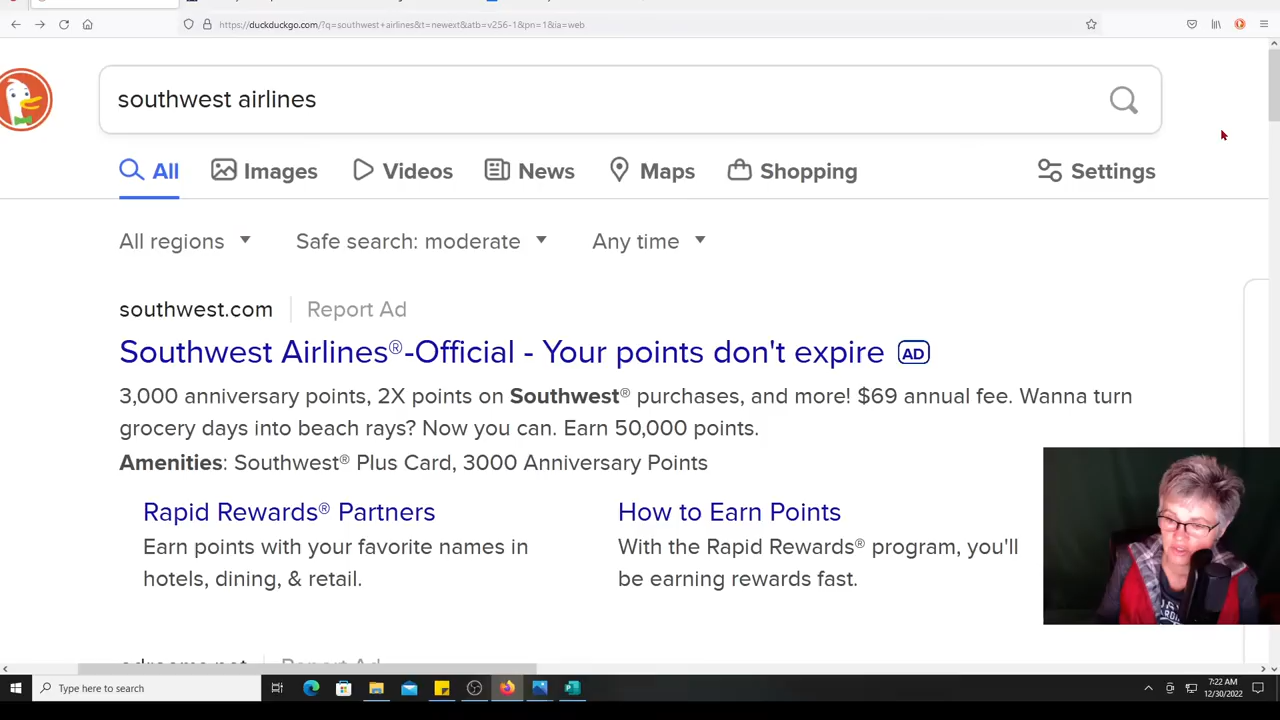 https://duckduckgo.com/?q=southwest+airlines&t=newext&atb=v256-1&pn=1&ia=web
southwest airlines
All Images Videos News Maps Shopping Settings
All regions Safe search: moderate Any time
southwest.com Report Ad
Southwest Airlines®-Official - Your points don't expire AD
3,000 anniversary points, 2X points on Southwest® purchases, and more! $69 annual fee. Wanna turn
grocery days into beach rays? Now you can. Earn 50,000 points.
Amenities: Southwest® Plus Card, 3000 Anniversary Points
Rapid Rewards® Partners
Earn points with your favorite names in
hotels, dining, & retail.
How to Earn Points
With the Rapid Rewards® program, you'll
be earning rewards fast.
Report Ad
Type here to search
7:22 AM
12/30/2022